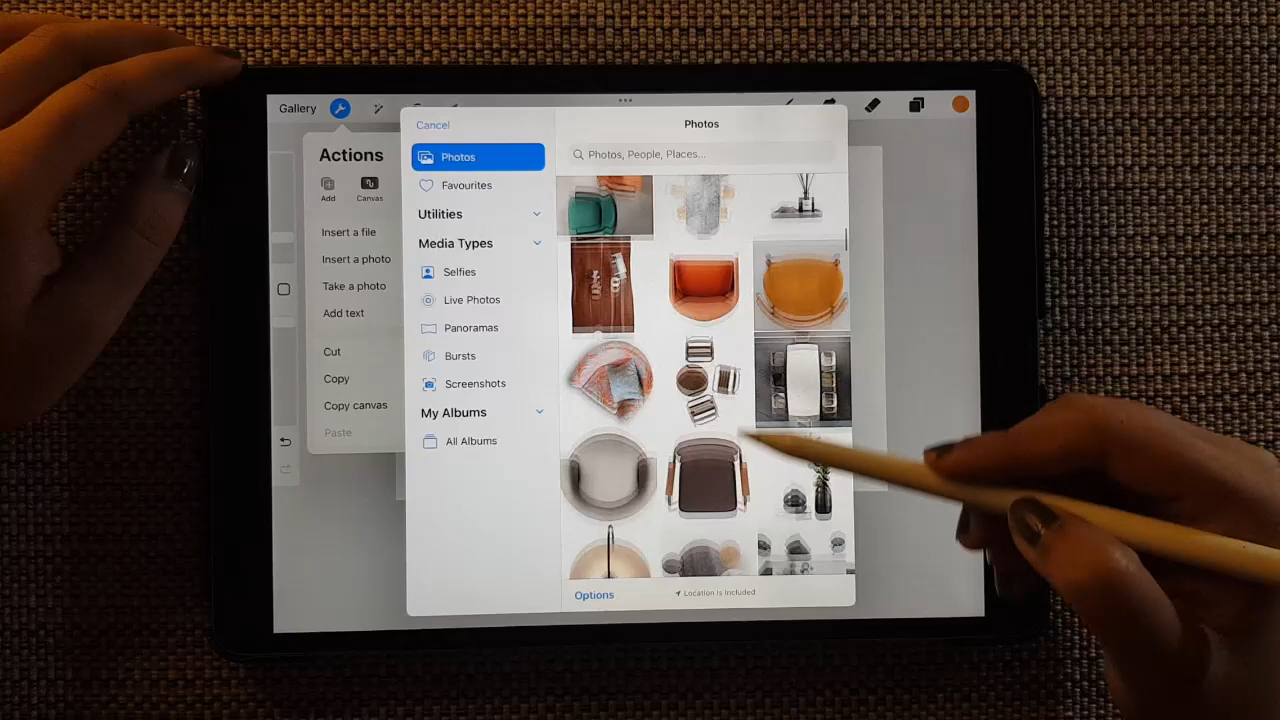 Gallery
Actions
Add
Canvas
Insert a file
Insert a photo
Take a photo
Add text
Cut
Copy
Copy canvas
Paste
Cancel
Photos
Favourites
Utilities
Media Types
Selfies
Live Photos
Panoramas
Bursts
Screenshots
My Albums
All Albums
Photos
Photos, People, Places...
Options
Location Is Included